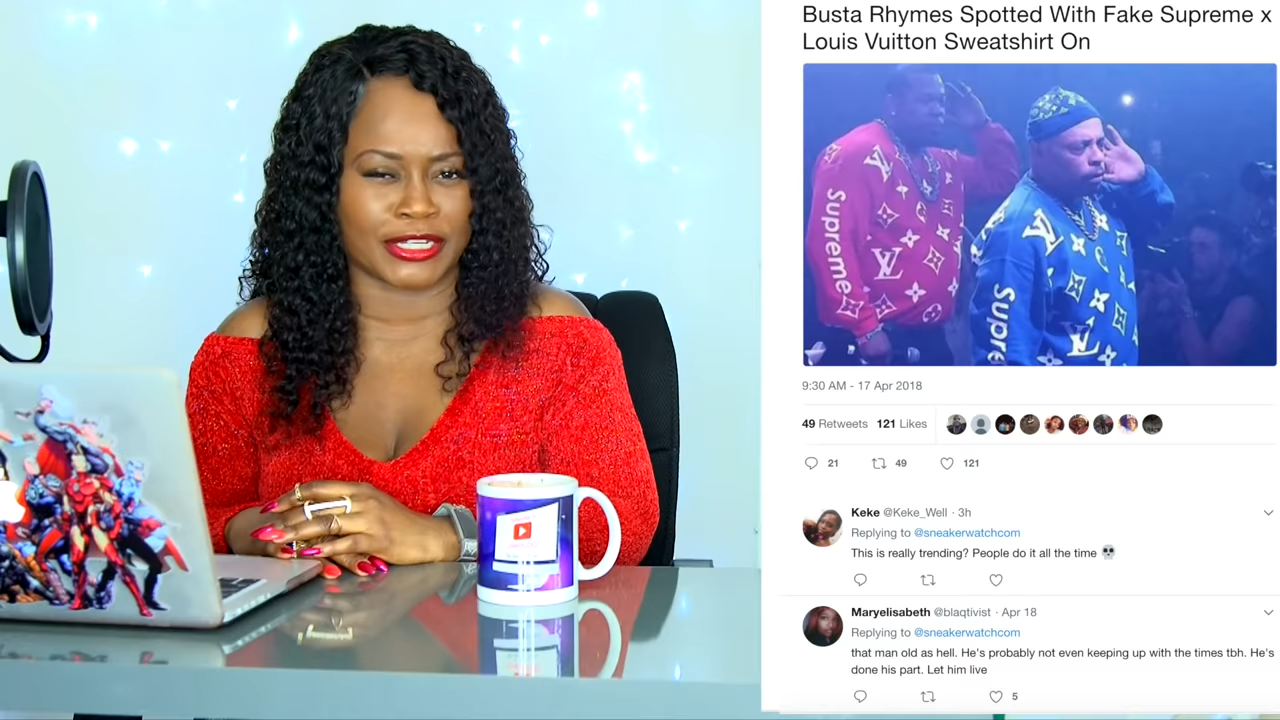 Busta Rhymes Spotted With Fake Supreme x
Louis Vuitton Sweatshirt On
Supreme
Supre
9:30 AM - 17 Apr 2018
49 Retweets 121 Likes
21 49 121
Keke @Keke_Well · 3h
Replying to @sneakerwatchcom
This is really trending? People do it all the time 💀
Maryelisabeth @blaqtivist · Apr 18
Replying to @sneakerwatchcom
that man old as hell. He's probably not even keeping up with the times tbh. He's
done his part. Let him live
5